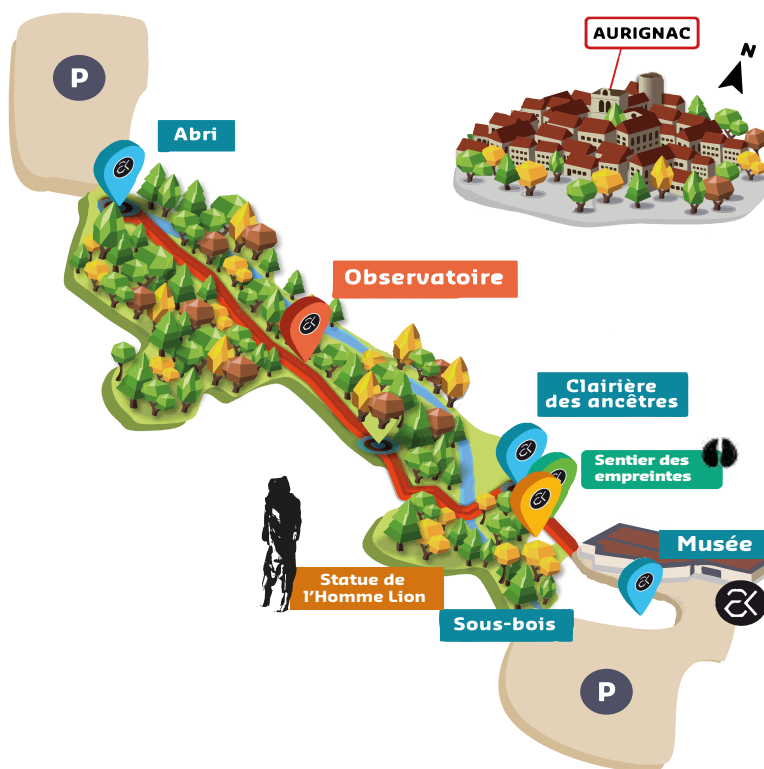 AURIGNAC
N
P
Abri
Observatoire
Clairière
des ancêtres
Sentier des
empreintes
Musée
Statue de
l'Homme Lion
Sous-bois
P